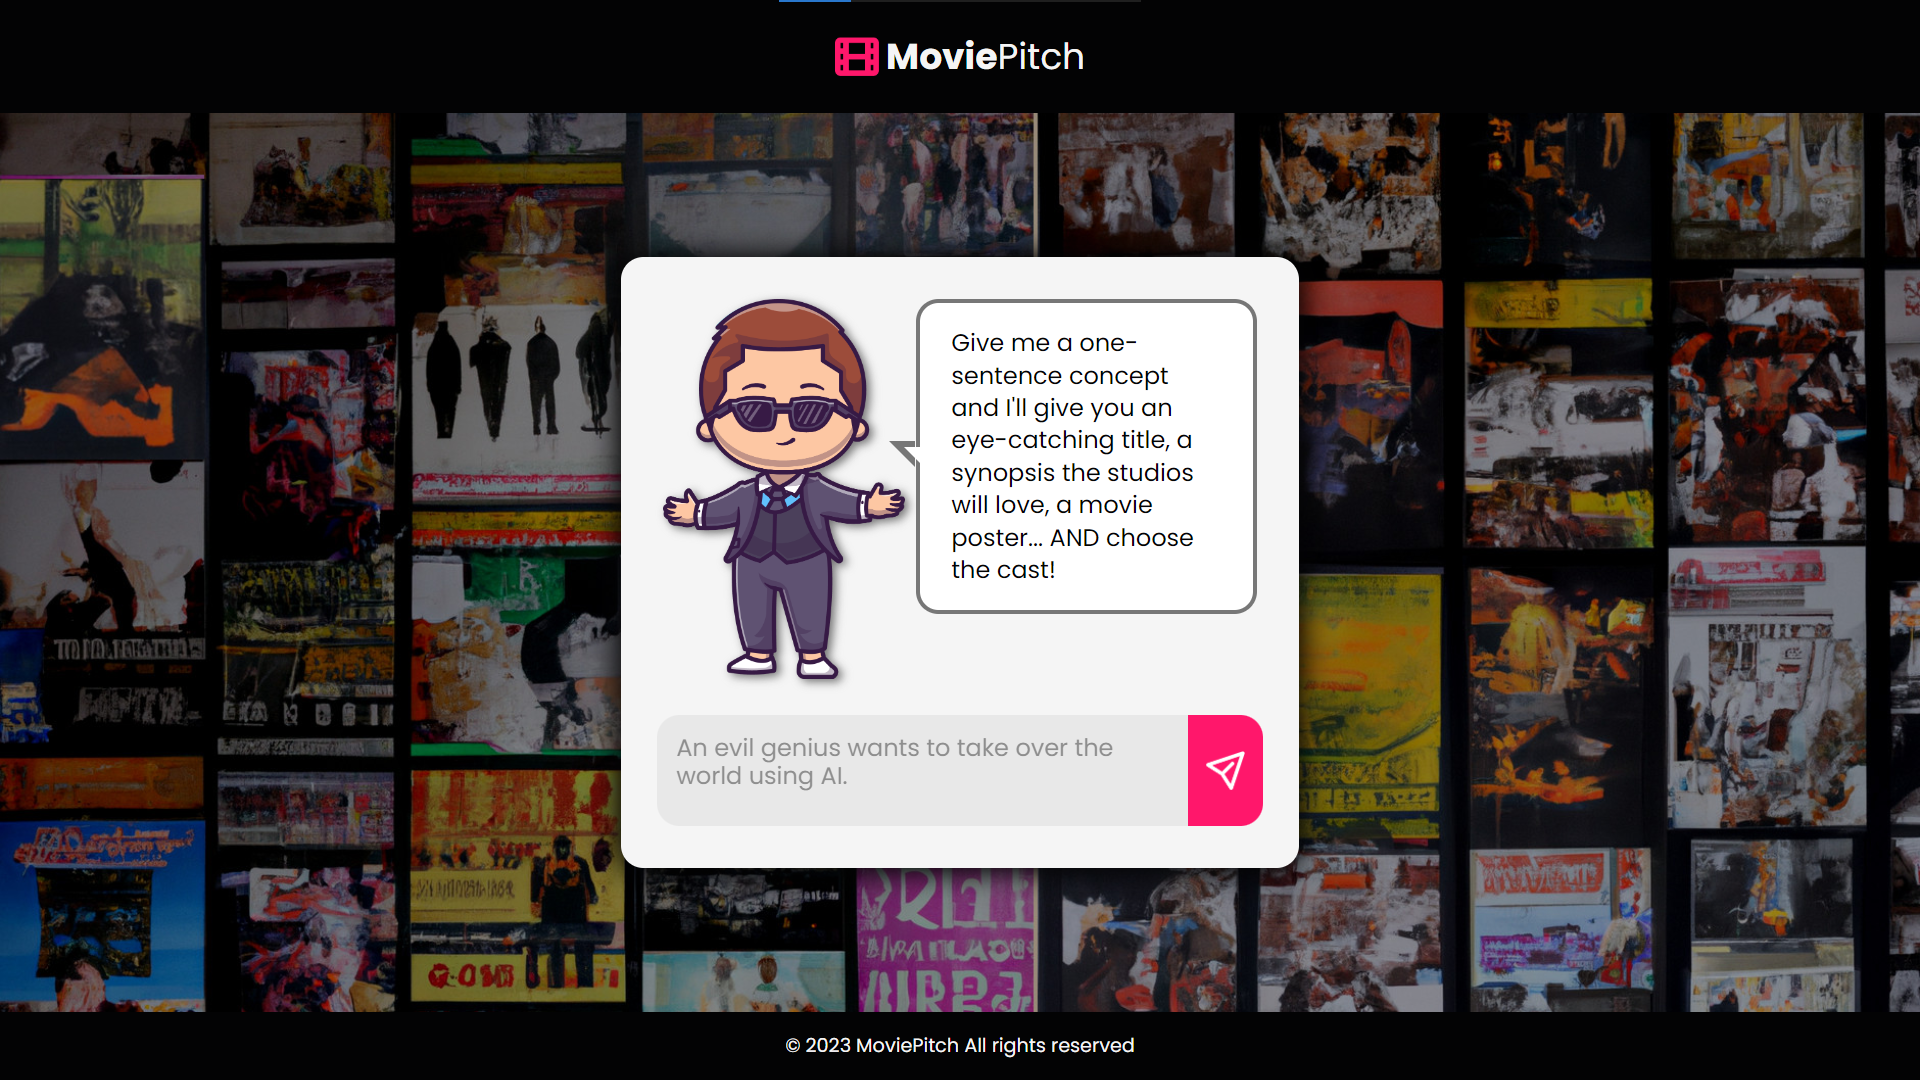 MoviePitch
Give me a one-
sentence concept
and I'll give you an
eye-catching title, a
synopsis the studios
will love, a movie
poster... AND choose
the cast!
An evil genius wants to take over the
world using AI.
© 2023 MoviePitch All rights reserved